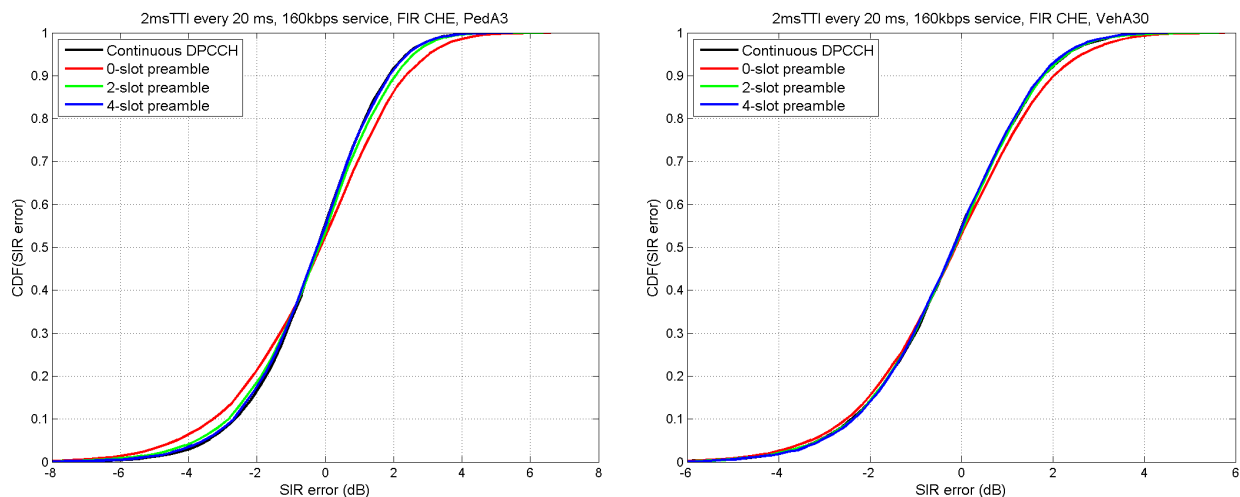 2msTTI every 20 ms, 160kbps service, FIR CHE, PedA3
Continuous DPCCH
0-slot preamble
2-slot preamble
4-slot preamble
CDF(SIR error)
1
0.9
0.8
0.7
0.6
0.5
0.4
0.3
0.2
0.1
0
-8 -6 -4 -2 0 2 4 6 8
SIR error (dB)
2msTTI every 20 ms, 160kbps service, FIR CHE, VehA30
Continuous DPCCH
0-slot preamble
2-slot preamble
4-slot preamble
CDF(SIR error)
1
0.9
0.8
0.7
0.6
0.5
0.4
0.3
0.2
0.1
0
-6 -4 -2 0 2 4 6
SIR error (dB)